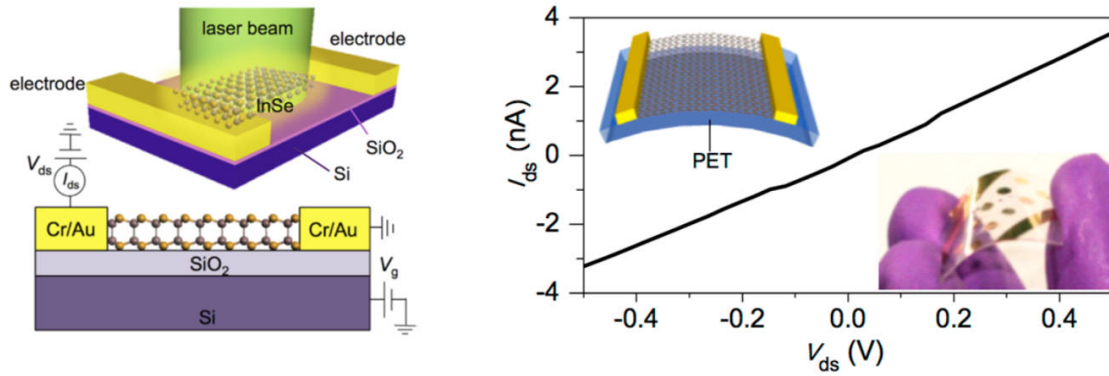 laser beam
electrode
electrode
InSe
SiO2
Si
Vds
Ids
Cr/Au
Cr/Au
SiO2
Vg
Si
4
2
0
-2
-4
Ids (nA)
PET
-0.4
-0.2
0.0
0.2
0.4
Vds (V)